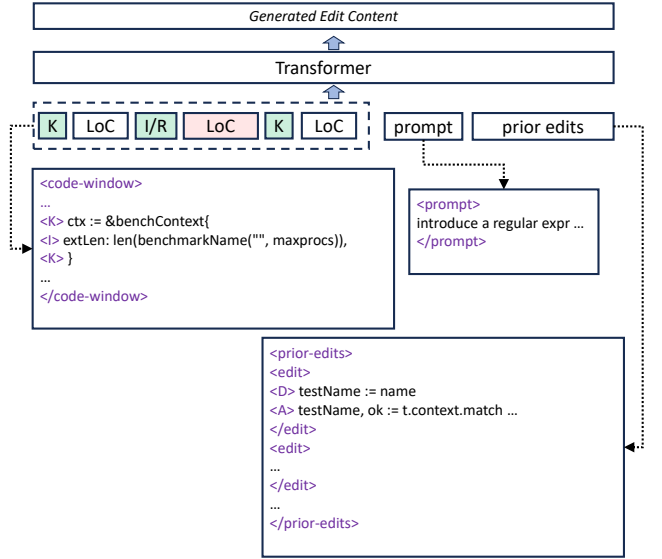 Generated Edit Content
Transformer
K LoC I/R LoC K LoC prompt prior edits
<code-window>
...
<K> ctx := &benchContext{
<I> extLen: len(benchmarkName("", maxprocs)),
<K> }
...
</code-window>
<prompt>
introduce a regular expr ...
</prompt>
<prior-edits>
<edit>
<D> testName := name
<A> testName, ok := t.context.match ...
</edit>
<edit>
...
</edit>
...
</prior-edits>